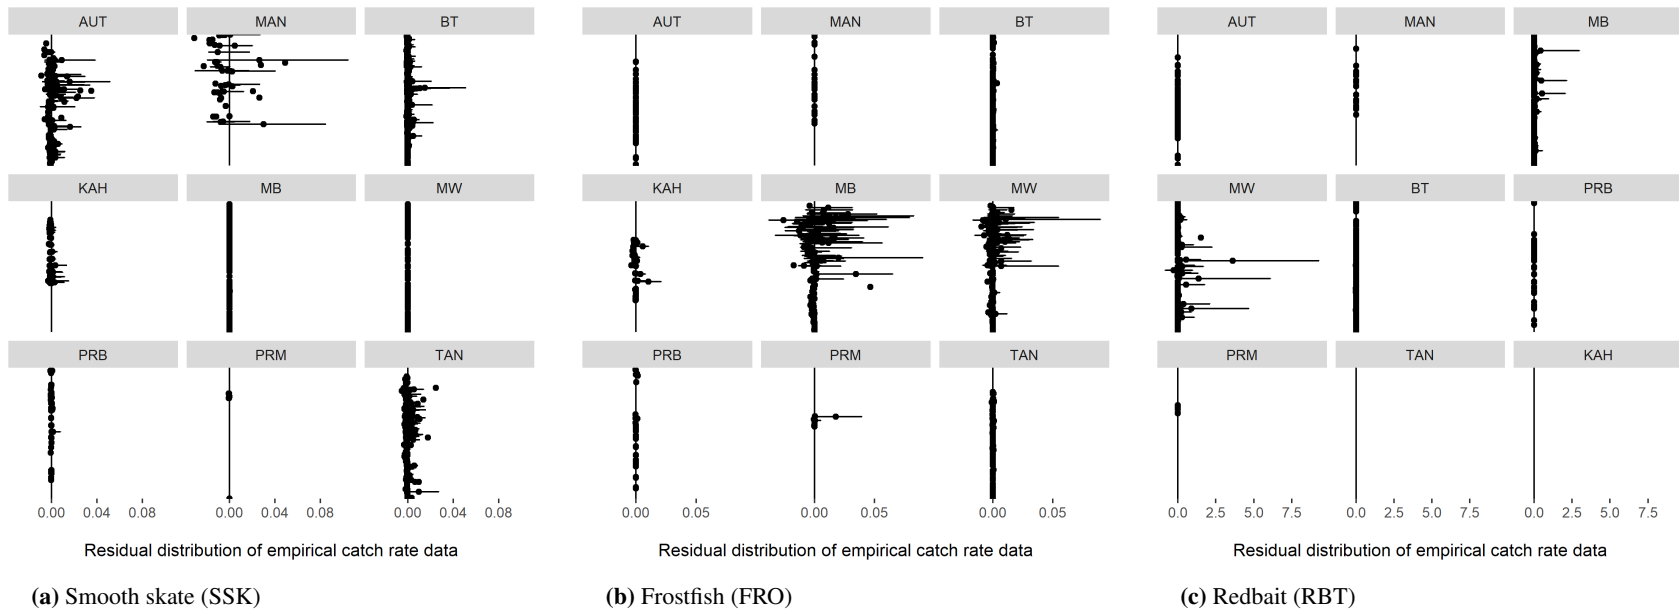 AUT MAN BT
KAH MB MW
PRB PRM TAN
0.00 0.04 0.08 0.00 0.04 0.08 0.00 0.04 0.08
Residual distribution of empirical catch rate data
(a) Smooth skate (SSK)
AUT MAN BT
KAH MB MW
PRB PRM TAN
0.00 0.05 0.00 0.05 0.00 0.05
Residual distribution of empirical catch rate data
(b) Frostfish (FRO)
AUT MAN MB
MW BT PRB
PRM TAN KAH
0.0 2.5 5.0 7.5 0.0 2.5 5.0 7.5 0.0 2.5 5.0 7.5
Residual distribution of empirical catch rate data
(c) Redbait (RBT)